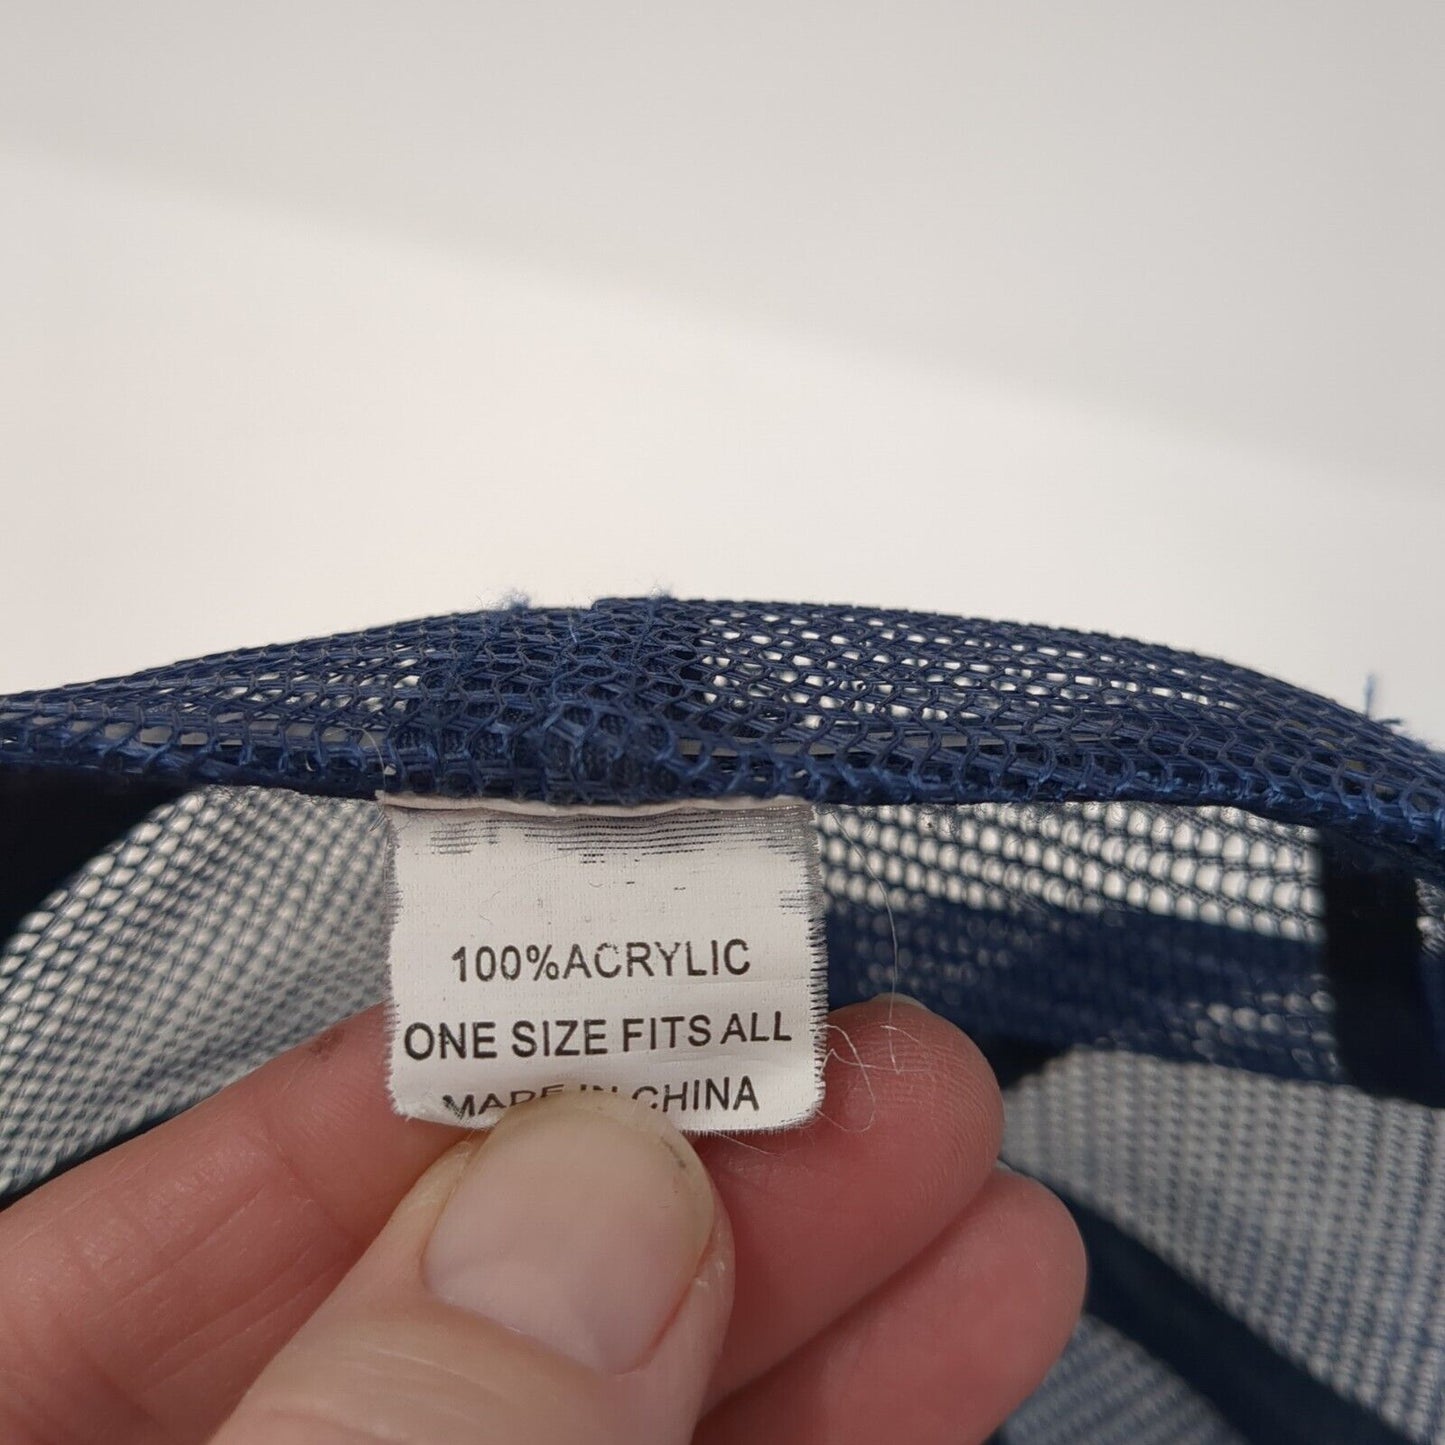 100%ACRYLIC
ONE SIZE FITS ALL
MADE IN CHINA